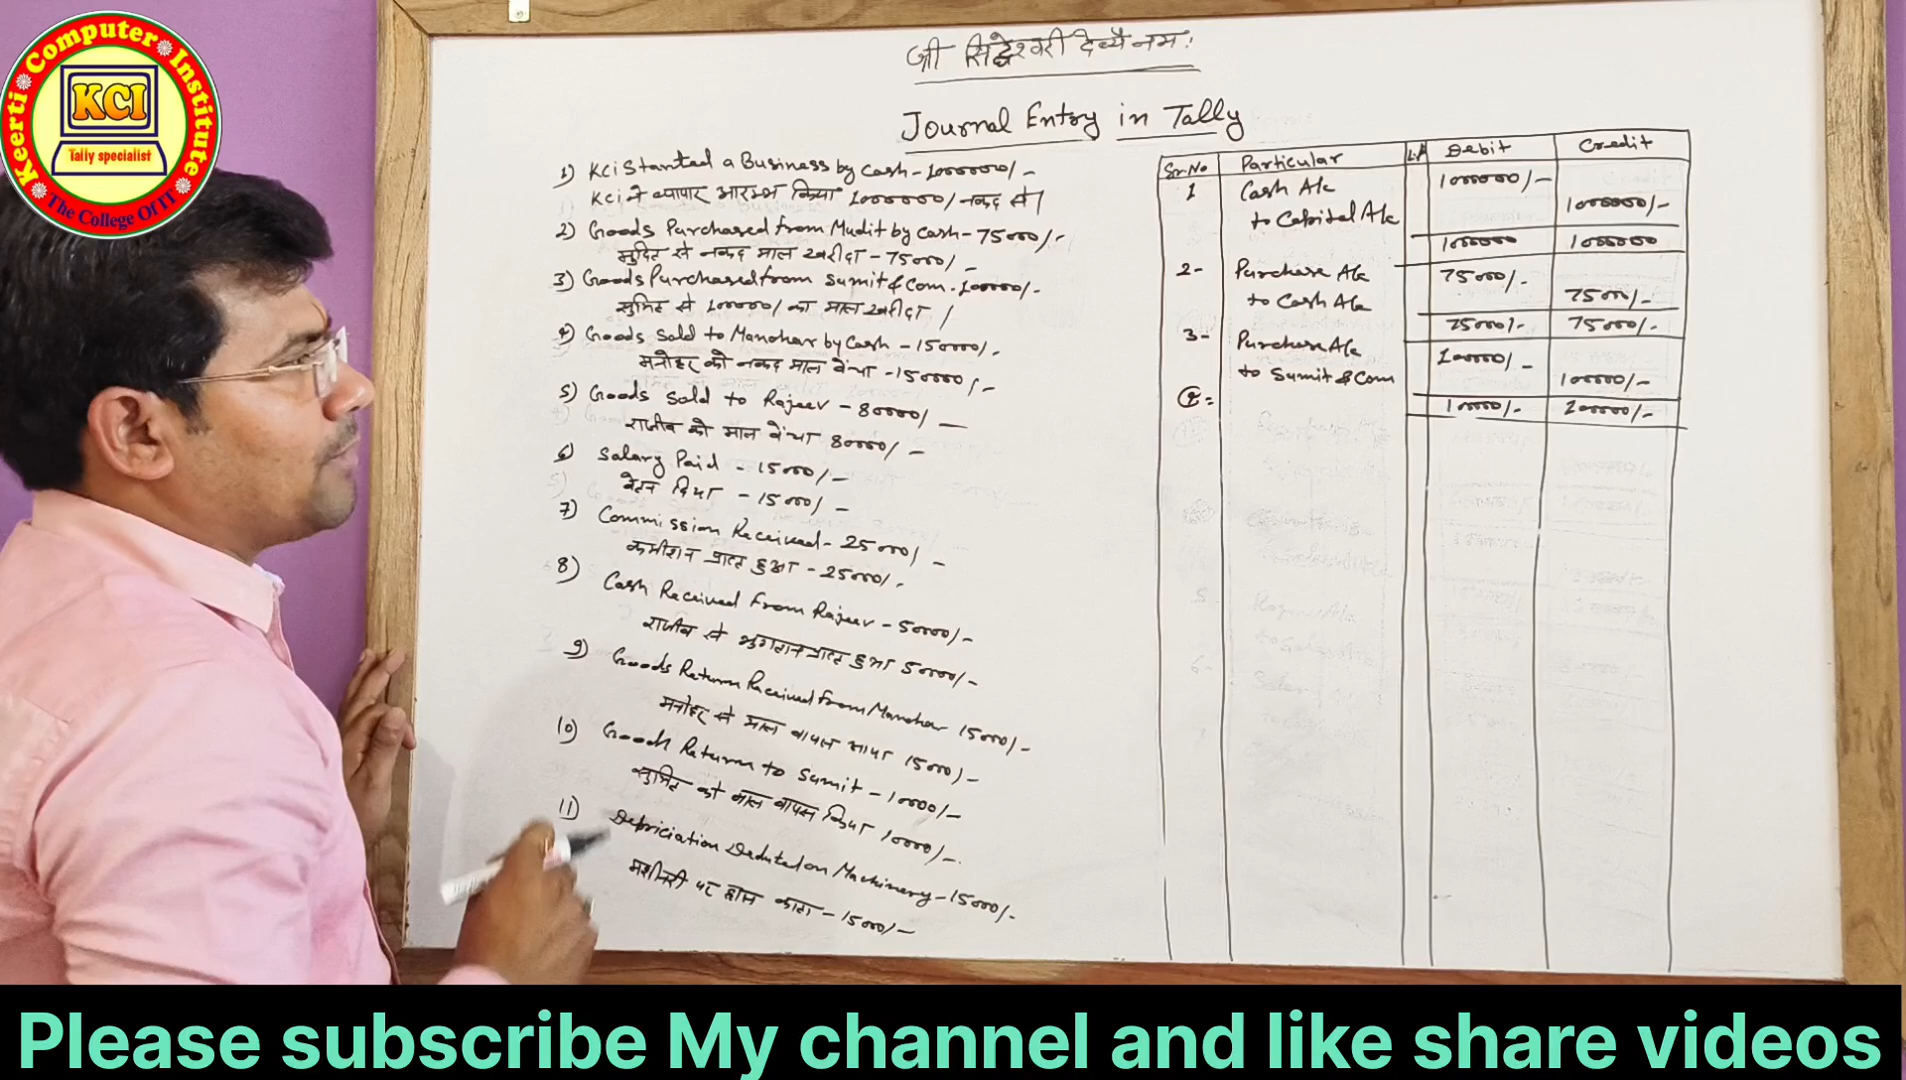 Keerti Computer Institute
KCI
Tally specialist
The College Of IT
श्री सिद्धेश्वरी देव्यै नमः
Journal Entry in Tally
1) Kci Started a Business by Cash - 1000000/-
Kci ने व्यापार आरम्भ किया 1000000/ नकद से।
2) Goods Purchased from Mudit by Cash - 75000/-
मुदित से नकद माल खरीदा - 75000/-
3) Goods Purchased from Sumit & Com. 100000/-
सुमित से 100000/ का माल खरीदा।
4) Goods Sold to Manohar by Cash - 150000/-
मनोहर को नकद माल बेंचा - 150000/-
5) Goods Sold to Rajeev - 80000/-
राजीव को माल बेंचा 80000/-
6) Salary Paid - 15000/-
वेतन दिया - 15000/-
7) Commission Received - 25000/-
कमीशन प्राप्त हुआ - 25000/-
8) Cash Received From Rajeev - 50000/-
राजीव से भुगतान प्राप्त हुआ 50000/-
9) Goods Return Received from Manohar 15000/-
मनोहर से माल वापस आया 15000/-
10) Goods Return to Sumit - 10000/-
सुमित को माल वापस किया 10000/-
11) Depriciation Deducted on Machinery - 15000/-
मशीनरी पर ह्रास काटा - 15000/-
Sr. No Particular L.F Debit Credit
1 Cash A/c 1000000/-
to Capital A/c 1000000/-
1000000 1000000
2- Purchase A/c 75000/-
to Cash A/c 75000/-
75000/- 75000/-
3- Purchase A/c 100000/-
to Sumit & Com 100000/-
100000/- 100000/-
Please subscribe My channel and like share videos